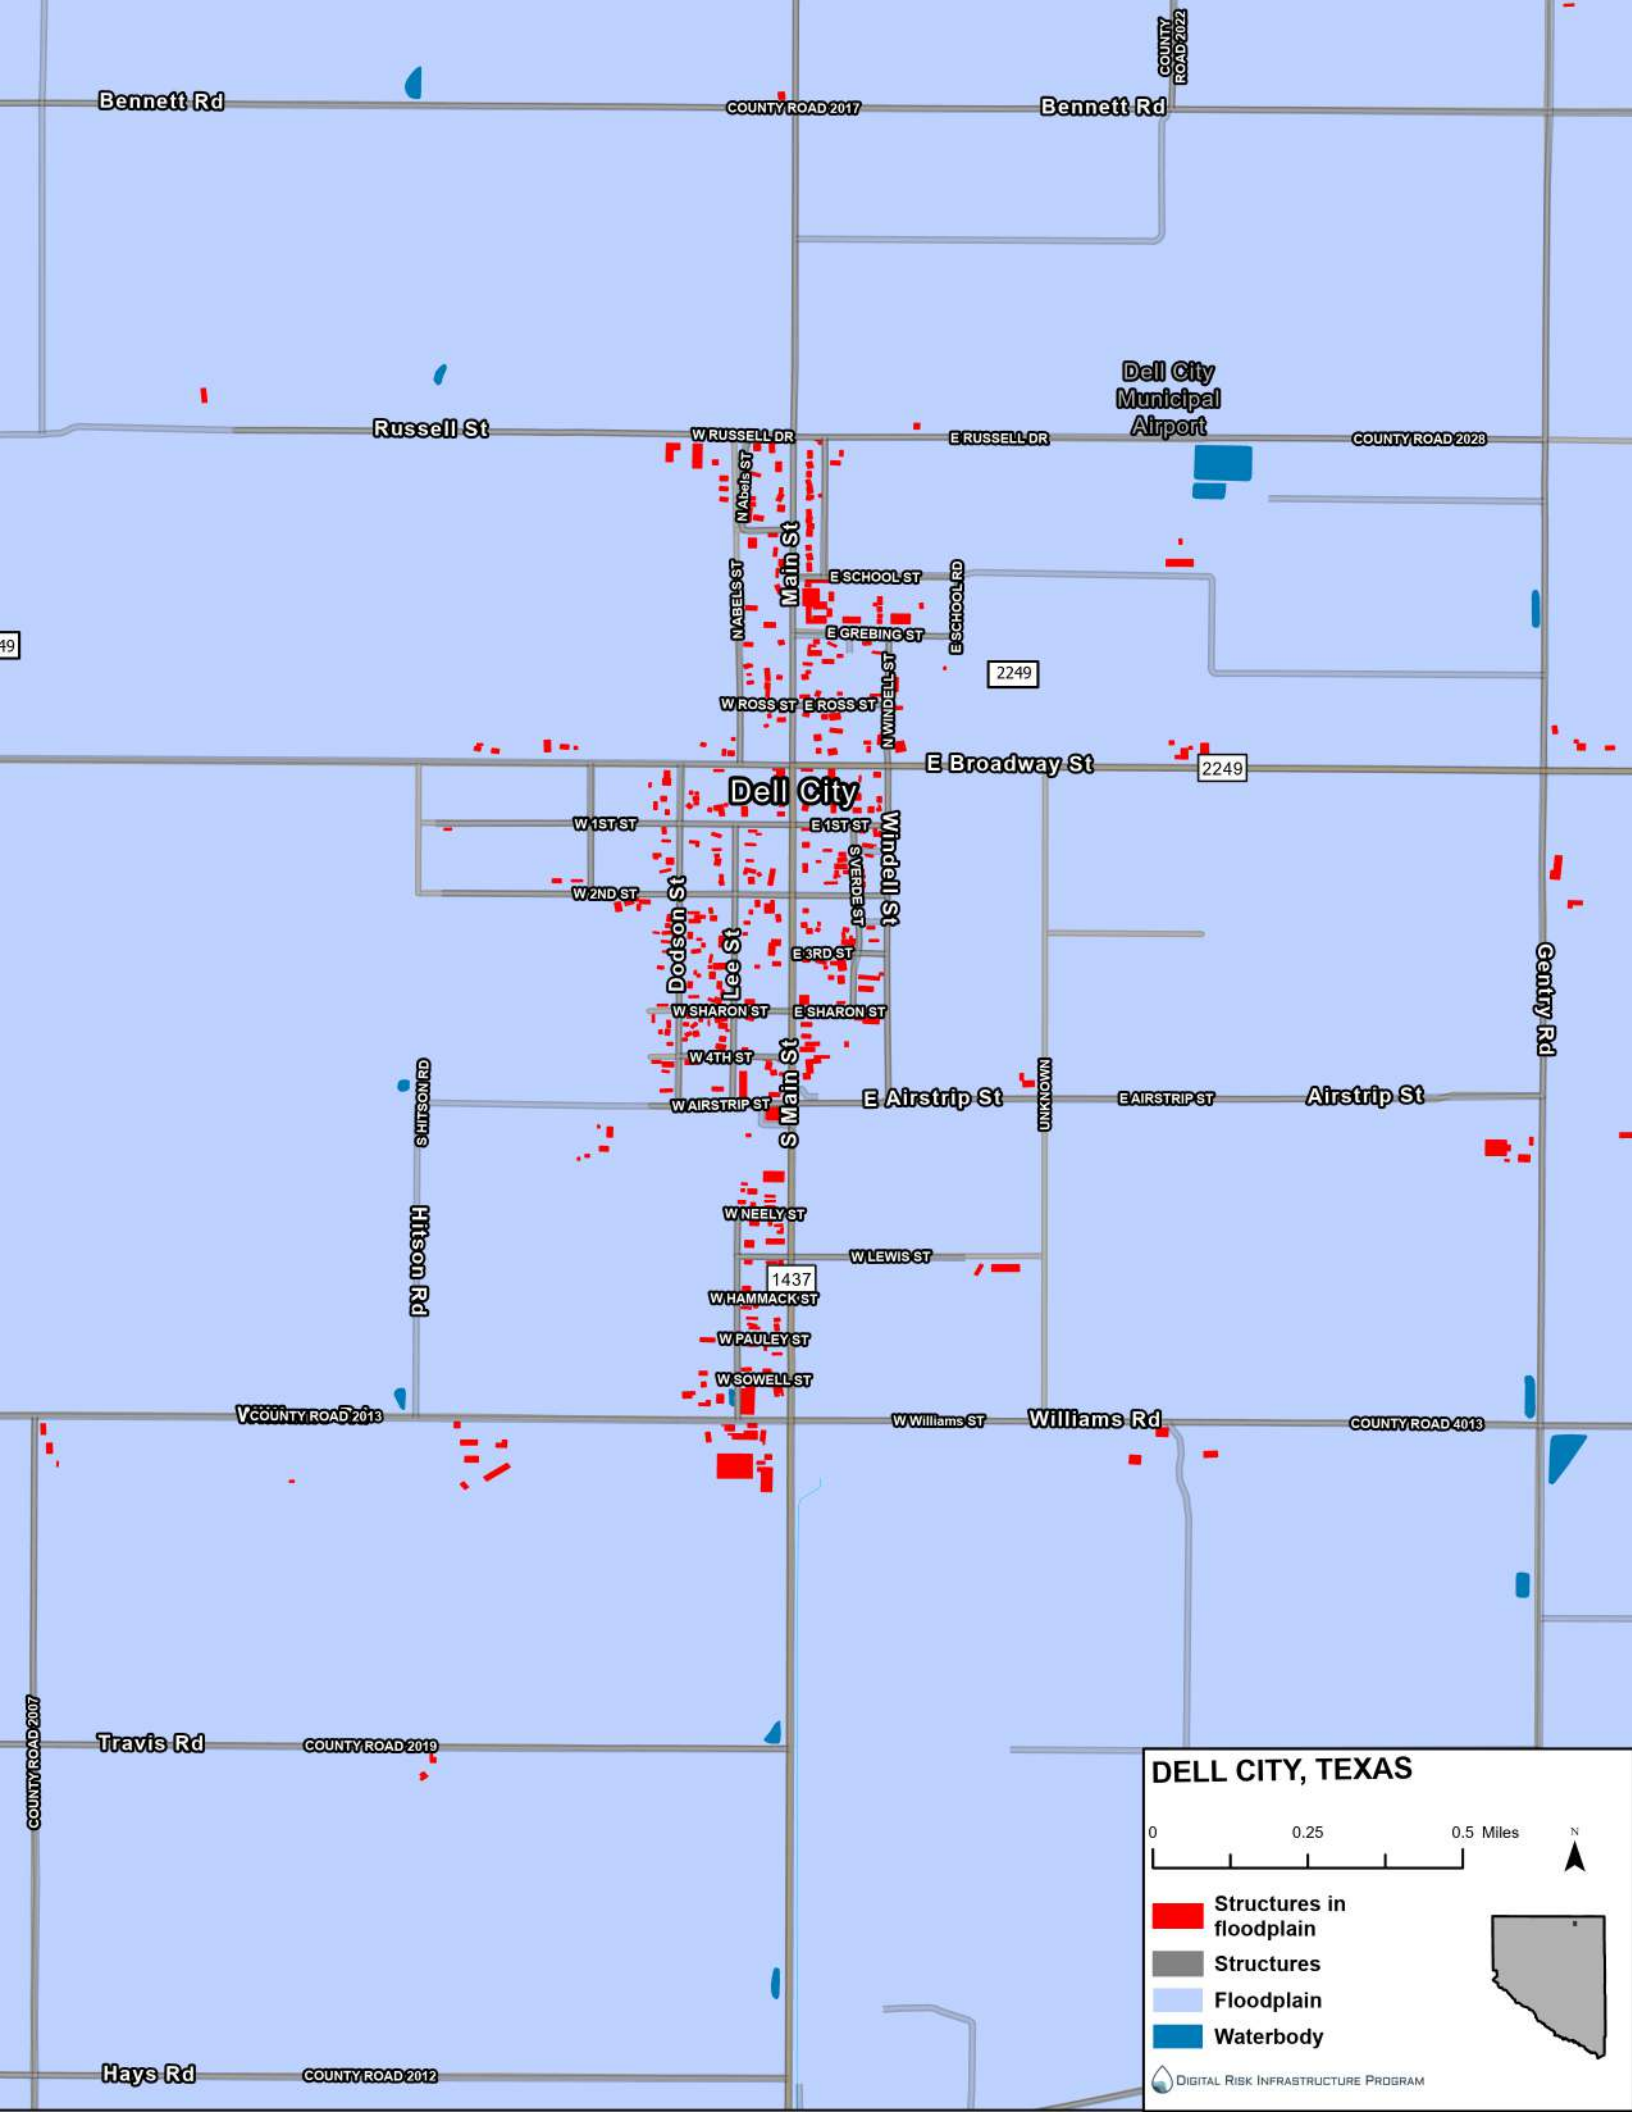 COUNTY
ROAD 2022
Bennett Rd
COUNTY ROAD 2017
Bennett Rd
Dell City
Municipal
Airport
Russell St
W RUSSELL DR
E RUSSELL DR
COUNTY ROAD 2028
N Abels ST
Main St
E SCHOOL ST
N ABELS ST
E SCHOOL RD
E GREBING ST
49
2249
N WINDELL ST
W ROSS ST
E ROSS ST
E Broadway St
2249
Dell City
W 1ST ST
E 1ST ST
S VERDE ST
Windell St
W 2ND ST
Dodson St
Lee St
E 3RD ST
Gentry Rd
W SHARON ST
E SHARON ST
W 4TH ST
S Main St
S HITSON RD
UNKNOWN
W AIRSTRIP ST
E Airstrip St
E AIRSTRIP ST
Airstrip St
Hitson Rd
W NEELY ST
W LEWIS ST
1437
W HAMMACK ST
W PAULEY ST
W SOWELL ST
COUNTY ROAD 2013
W Williams ST
Williams Rd
COUNTY ROAD 4013
COUNTY ROAD 2007
Travis Rd
COUNTY ROAD 2019
Hays Rd
COUNTY ROAD 2012
DELL CITY, TEXAS
0 0.25 0.5 Miles
N
Structures in
floodplain
Structures
Floodplain
Waterbody
DIGITAL RISK INFRASTRUCTURE PROGRAM